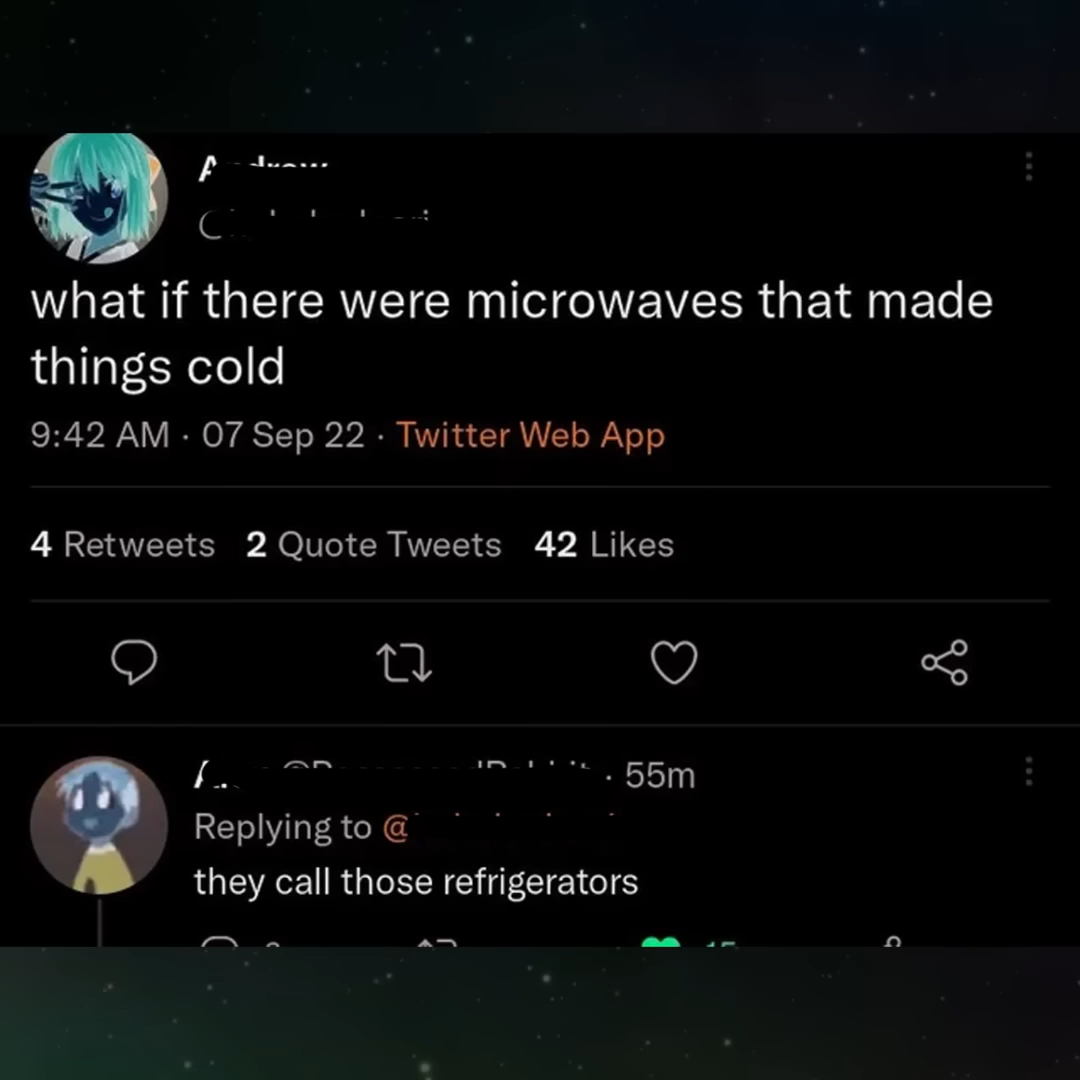 what if there were microwaves that made
things cold
9:42 AM · 07 Sep 22 · Twitter Web App
4 Retweets 2 Quote Tweets 42 Likes
· 55m
Replying to @
they call those refrigerators